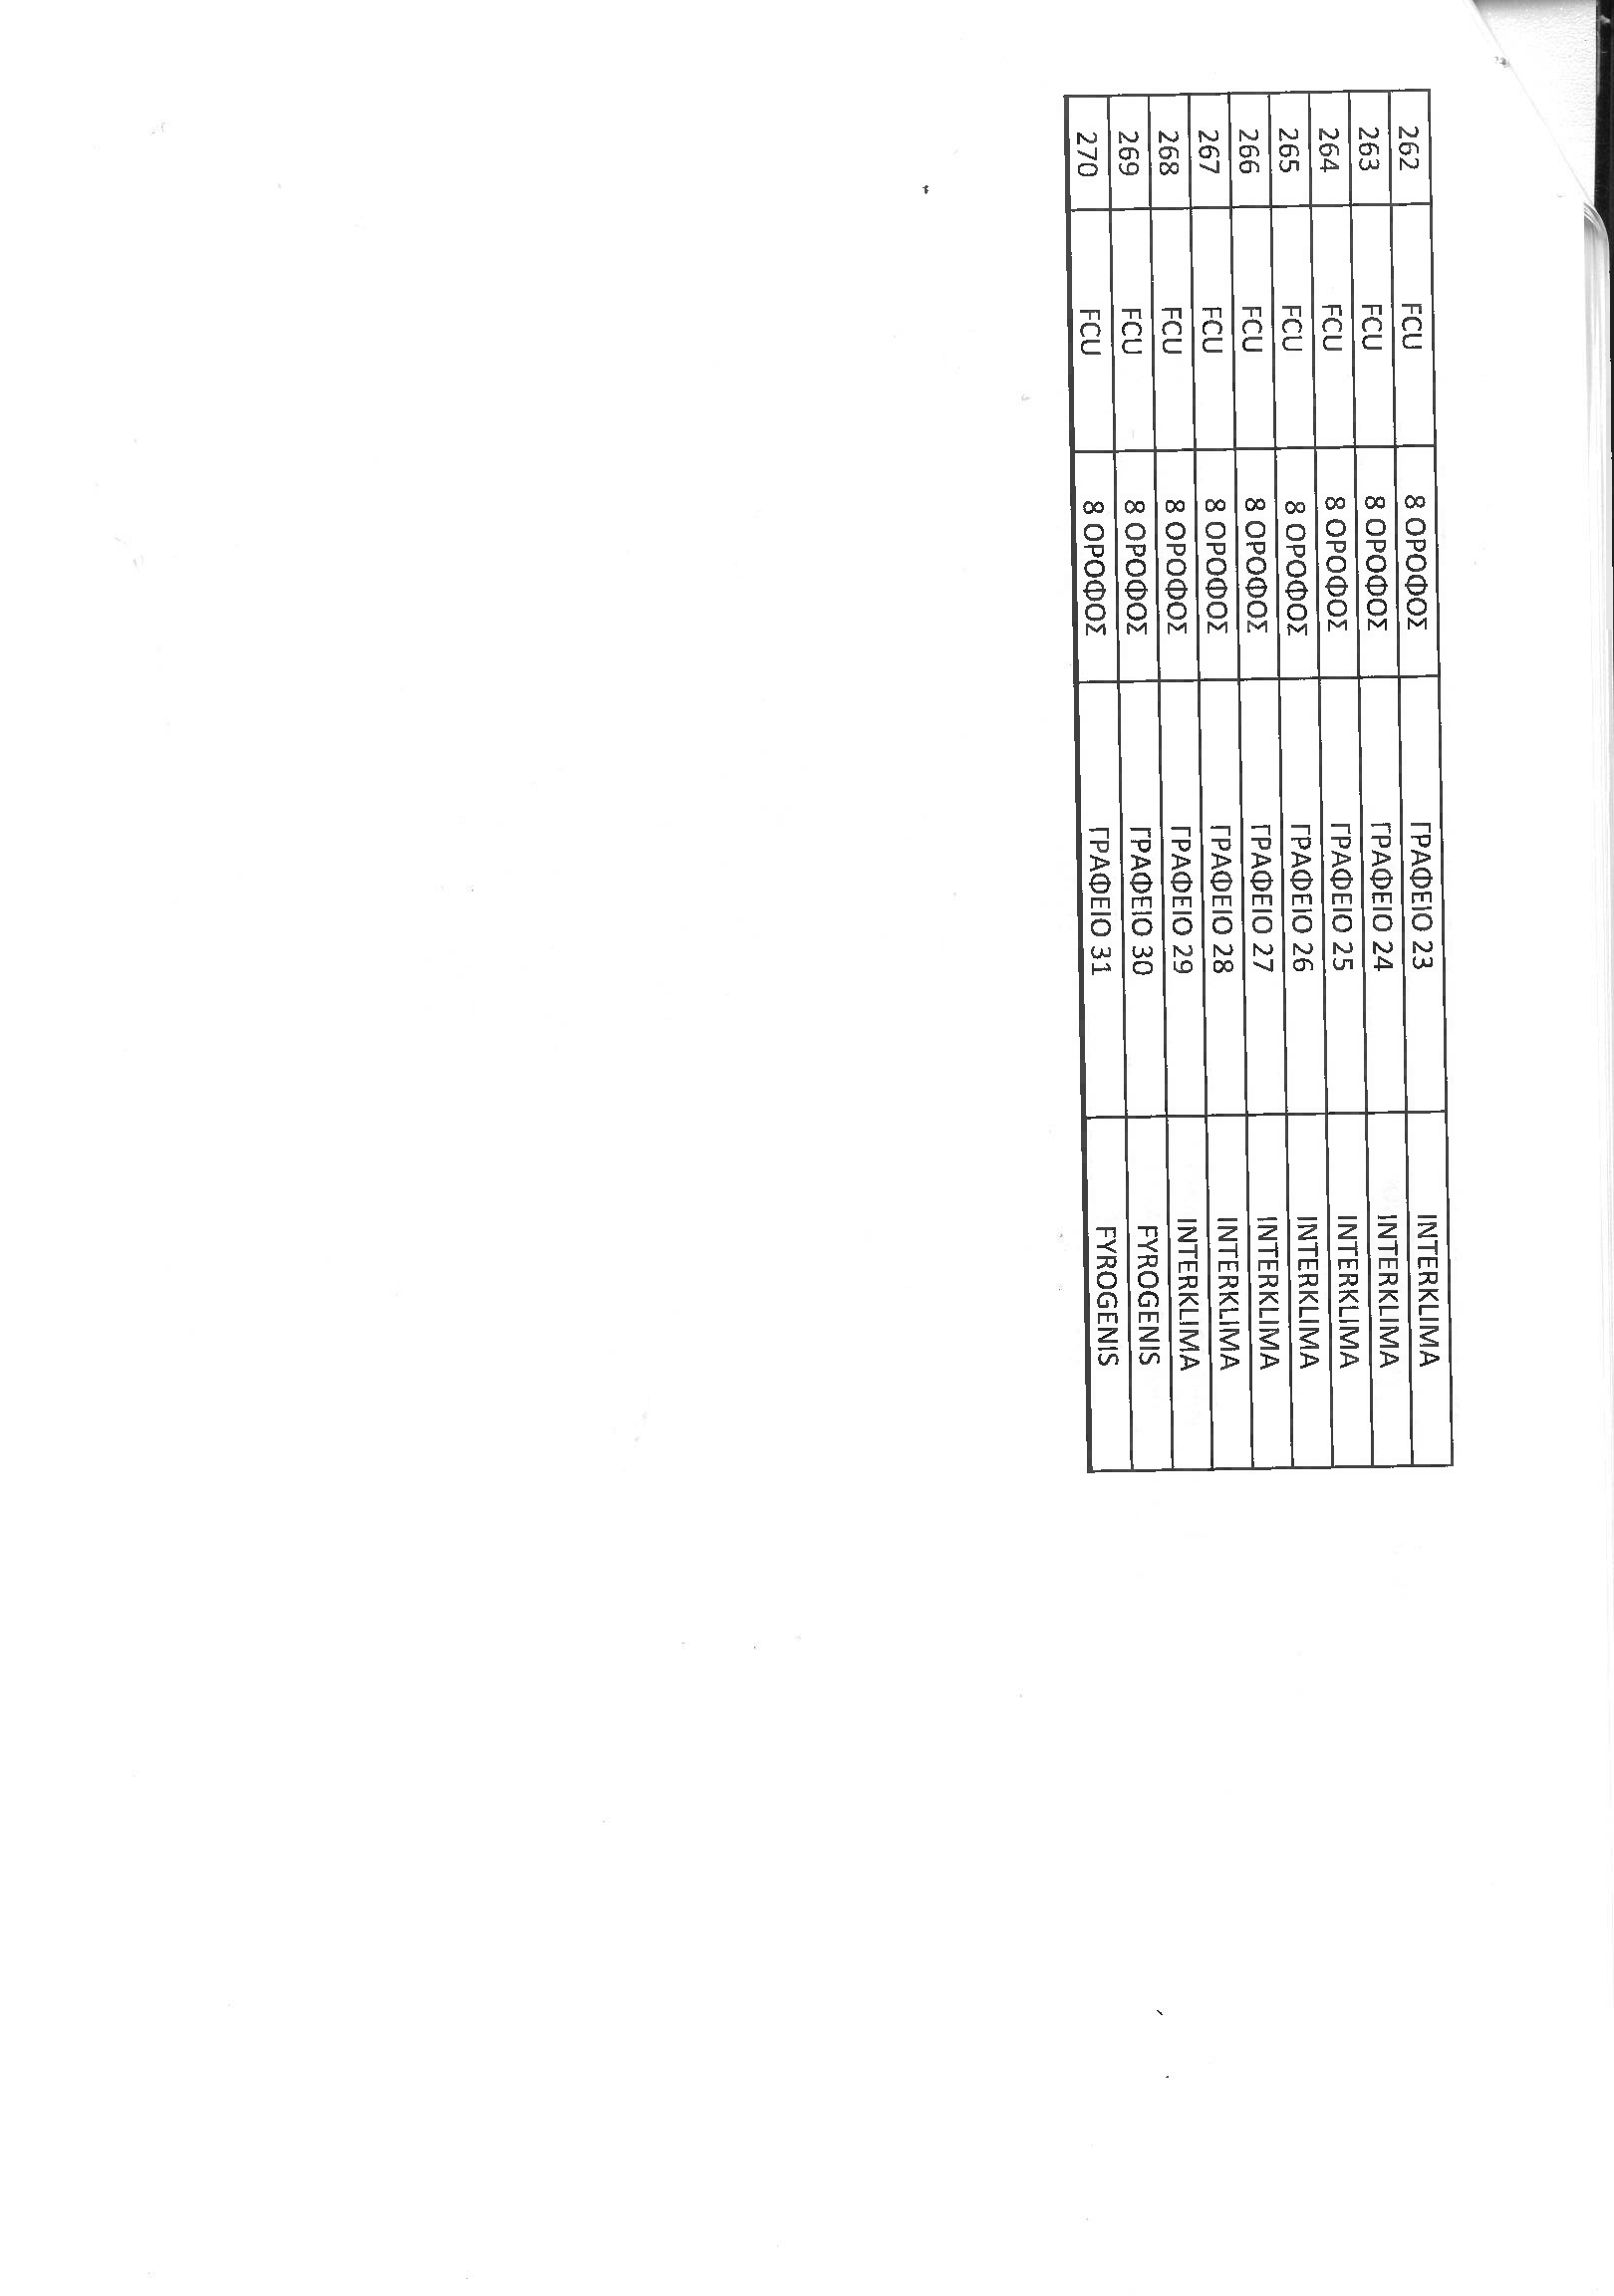 262 FCU 8 ΟΡΟΦΟΣ ΓΡΑΦΕΙΟ 23 INTERKLIMA
263 FCU 8 ΟΡΟΦΟΣ ΓΡΑΦΕΙΟ 24 INTERKLIMA
264 FCU 8 ΟΡΟΦΟΣ ΓΡΑΦΕΙΟ 25 INTERKLIMA
265 FCU 8 ΟΡΟΦΟΣ ΓΡΑΦΕΙΟ 26 INTERKLIMA
266 FCU 8 ΟΡΟΦΟΣ ΓΡΑΦΕΙΟ 27 INTERKLIMA
267 FCU 8 ΟΡΟΦΟΣ ΓΡΑΦΕΙΟ 28 INTERKLIMA
268 FCU 8 ΟΡΟΦΟΣ ΓΡΑΦΕΙΟ 29 INTERKLIMA
269 FCU 8 ΟΡΟΦΟΣ ΓΡΑΦΕΙΟ 30 FYROGENIS
270 FCU 8 ΟΡΟΦΟΣ ΓΡΑΦΕΙΟ 31 FYROGENIS